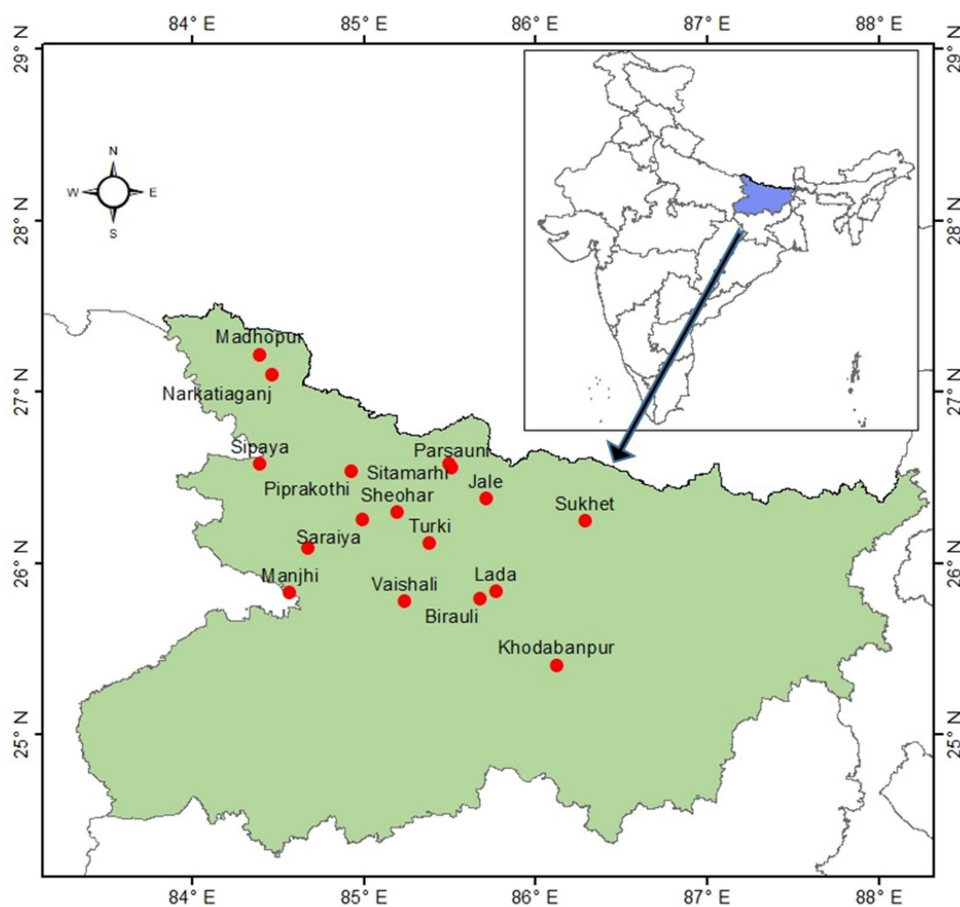 84° E 85° E 86° E 87° E 88° E
29° N 29° N
N
W E
S
28° N 28° N
Madhopur
27° N 27° N
Narkatiaganj
Sipaya
Parsauni
Sitamarhi
Piprakothi
Jale
Sheohar
Sukhet
Turki
Saraiya
26° N 26° N
Manjhi
Lada
Vaishali
Birauli
Khodabanpur
25° N 25° N
84° E 85° E 86° E 87° E 88° E